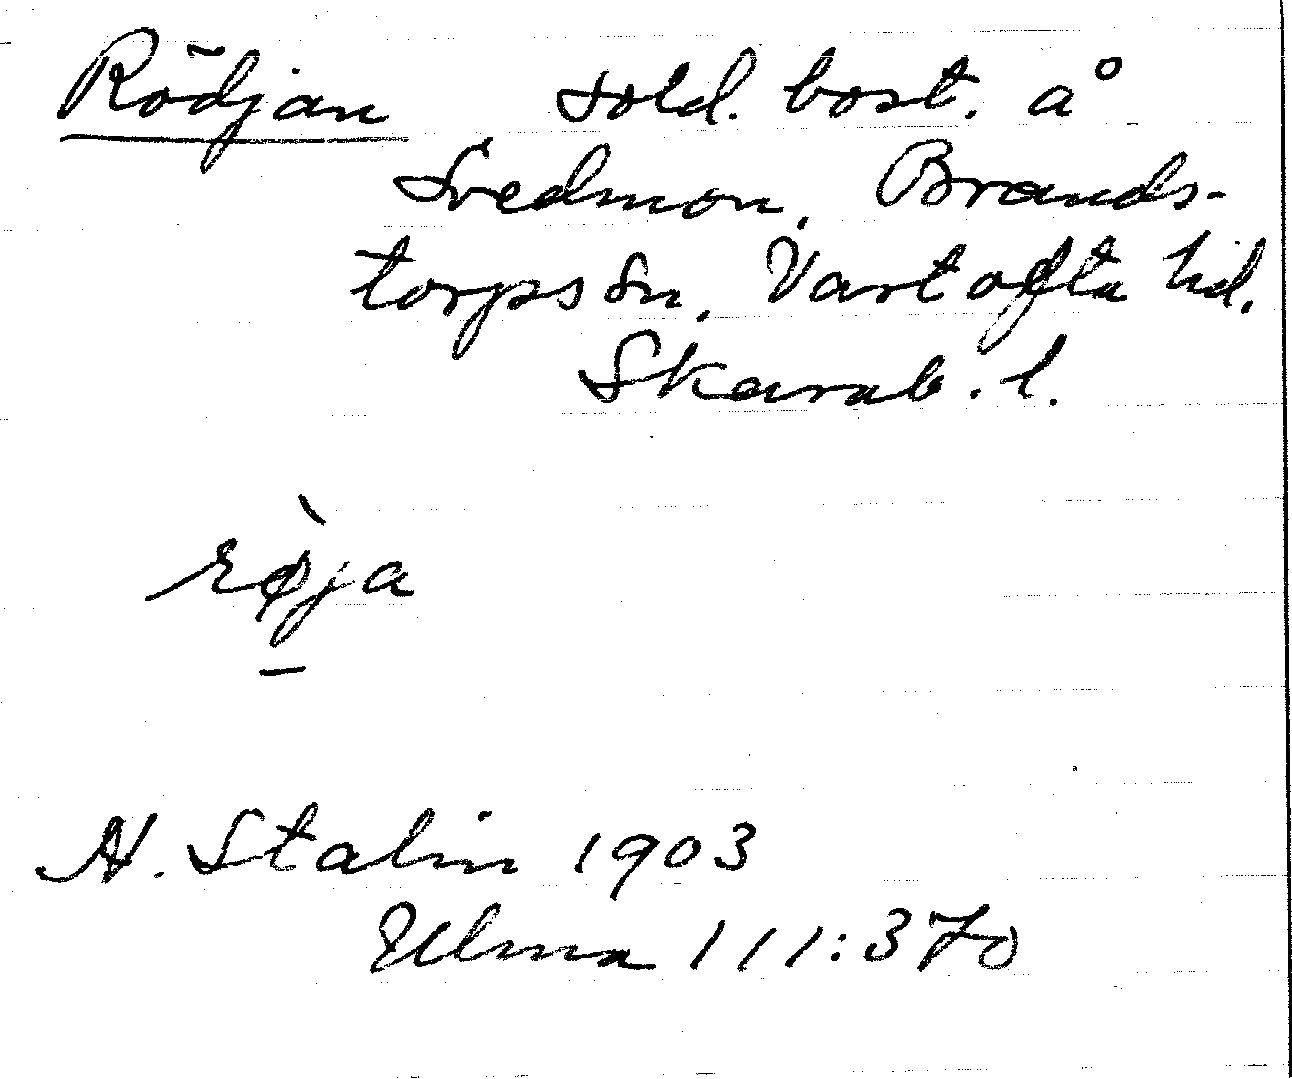 Rödjan sold. bost. å
Svedmon, Brands-
torps sn, Vartofta hd.
Skarab. l.
rø̀ja
N. Stalin 1903
Ulma 111:370